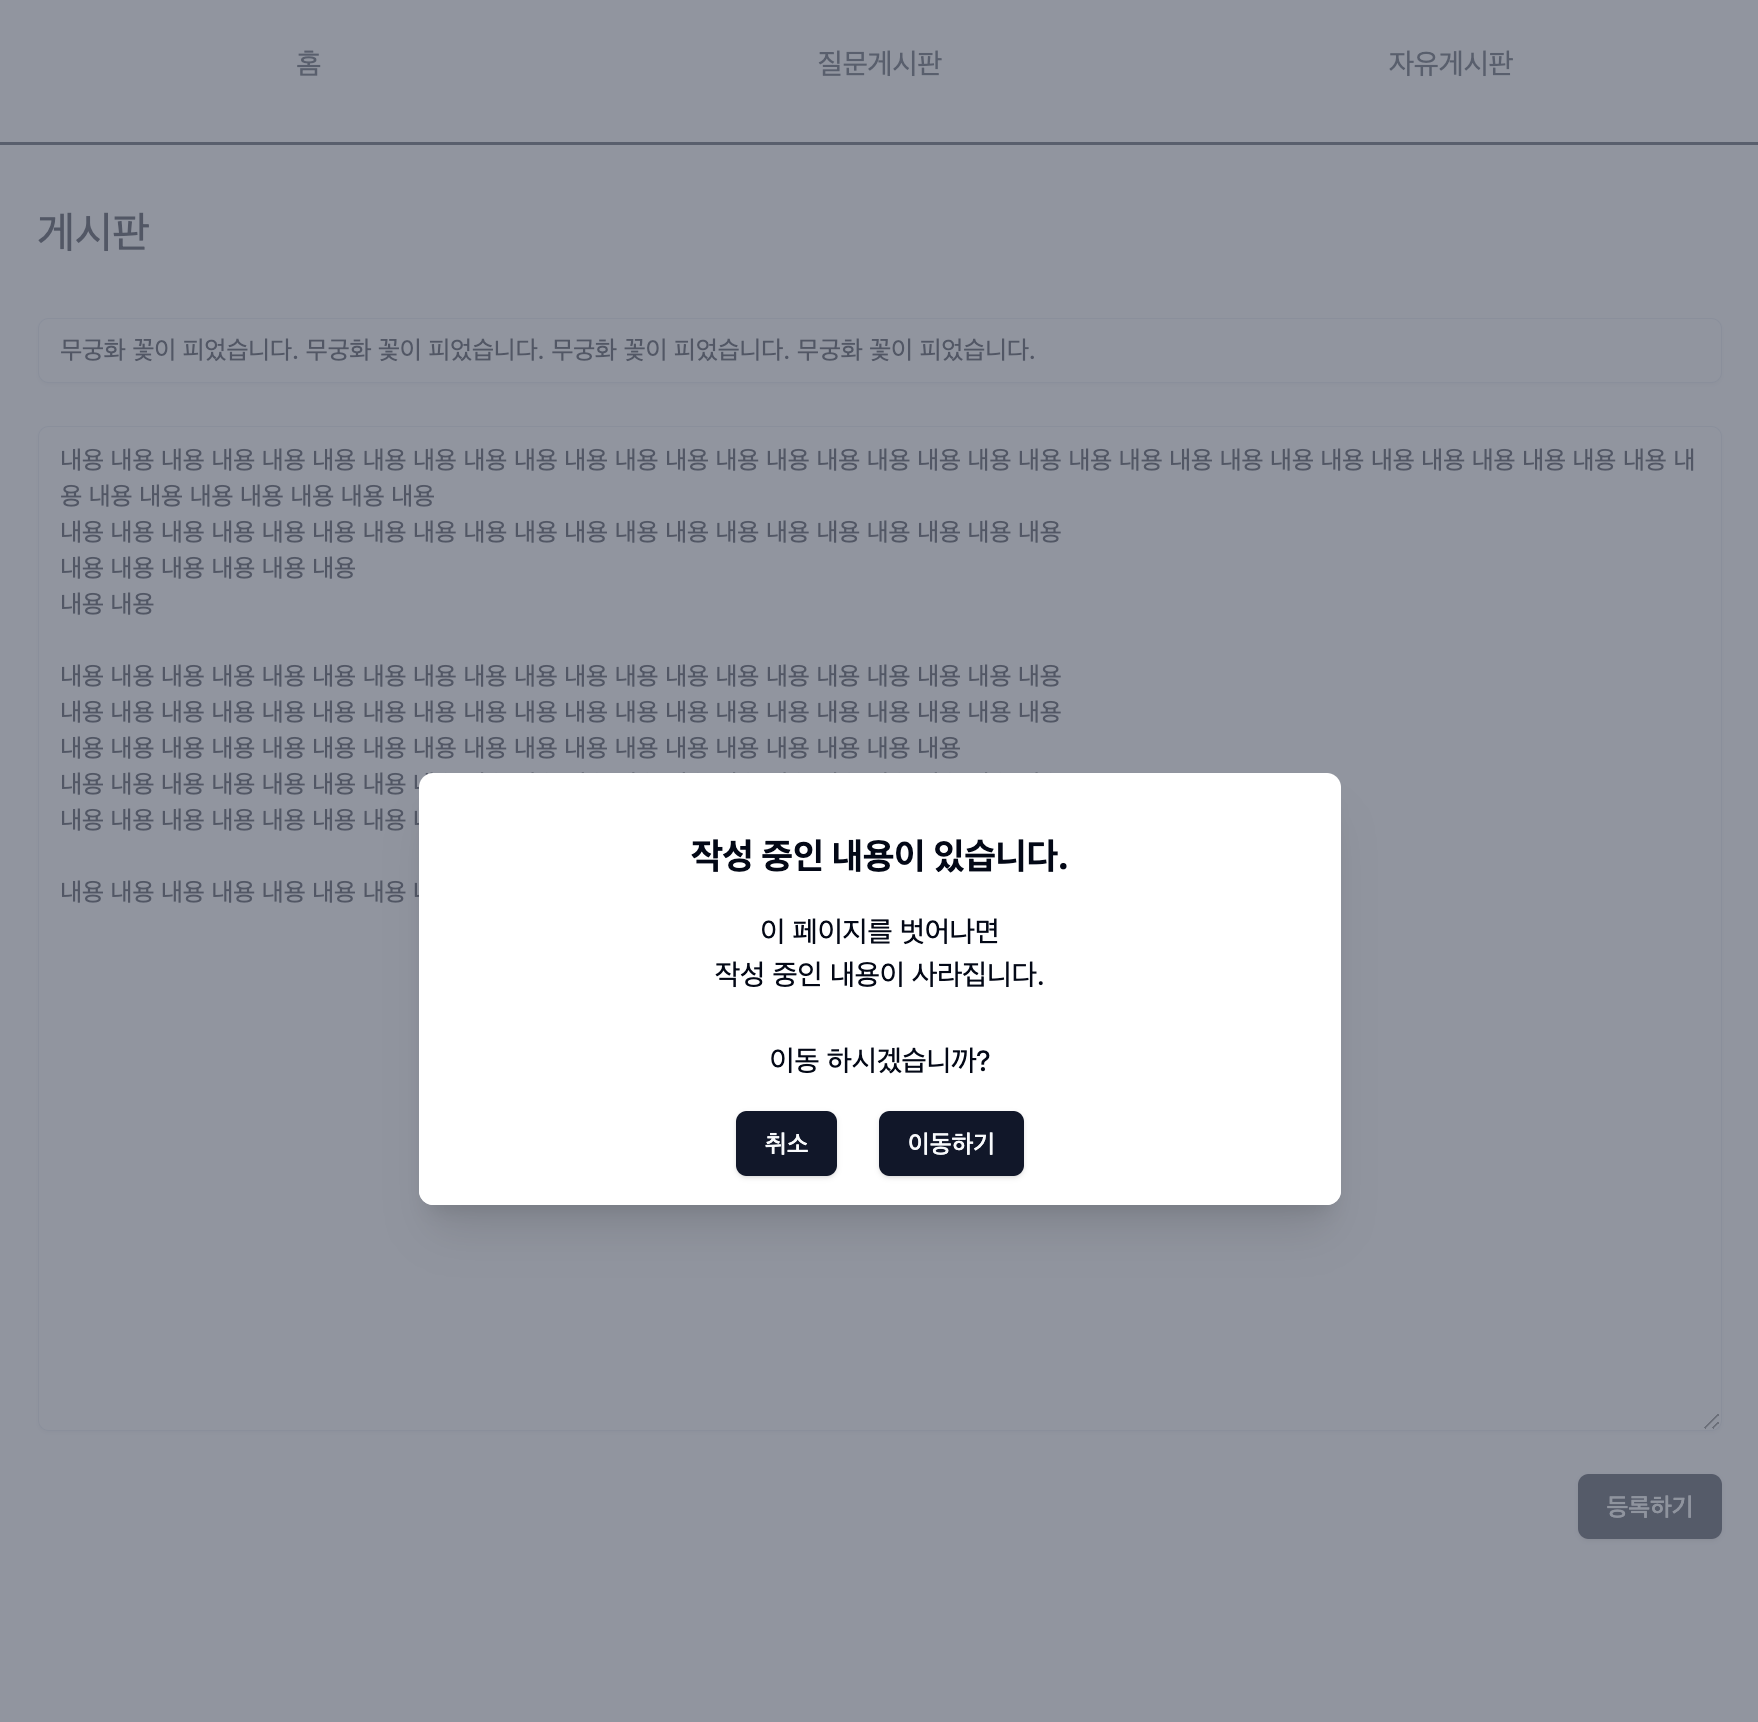 홈
질문게시판
자유게시판
게시판
무궁화 꽃이 피었습니다. 무궁화 꽃이 피었습니다. 무궁화 꽃이 피었습니다. 무궁화 꽃이 피었습니다.
내용 내용 내용 내용 내용 내용 내용 내용 내용 내용 내용 내용 내용 내용 내용 내용 내용 내용 내용 내용 내용 내용 내용 내용 내용 내용 내용 내용 내용 내용 내용 내용 내
용 내용 내용 내용 내용 내용 내용 내용
내용 내용 내용 내용 내용 내용 내용 내용 내용 내용 내용 내용 내용 내용 내용 내용 내용 내용 내용 내용
내용 내용 내용 내용 내용 내용
내용 내용
내용 내용 내용 내용 내용 내용 내용 내용 내용 내용 내용 내용 내용 내용 내용 내용 내용 내용 내용 내용
내용 내용 내용 내용 내용 내용 내용 내용 내용 내용 내용 내용 내용 내용 내용 내용 내용 내용 내용 내용
내용 내용 내용 내용 내용 내용 내용 내용 내용 내용 내용 내용 내용 내용 내용 내용 내용 내용
내용 내용 내용 내용 내용 내용 내용
내용 내용 내용 내용 내용 내용 내용
내용 내용 내용 내용 내용 내용 내용
작성 중인 내용이 있습니다.
이 페이지를 벗어나면
작성 중인 내용이 사라집니다.
이동 하시겠습니까?
취소
이동하기
등록하기